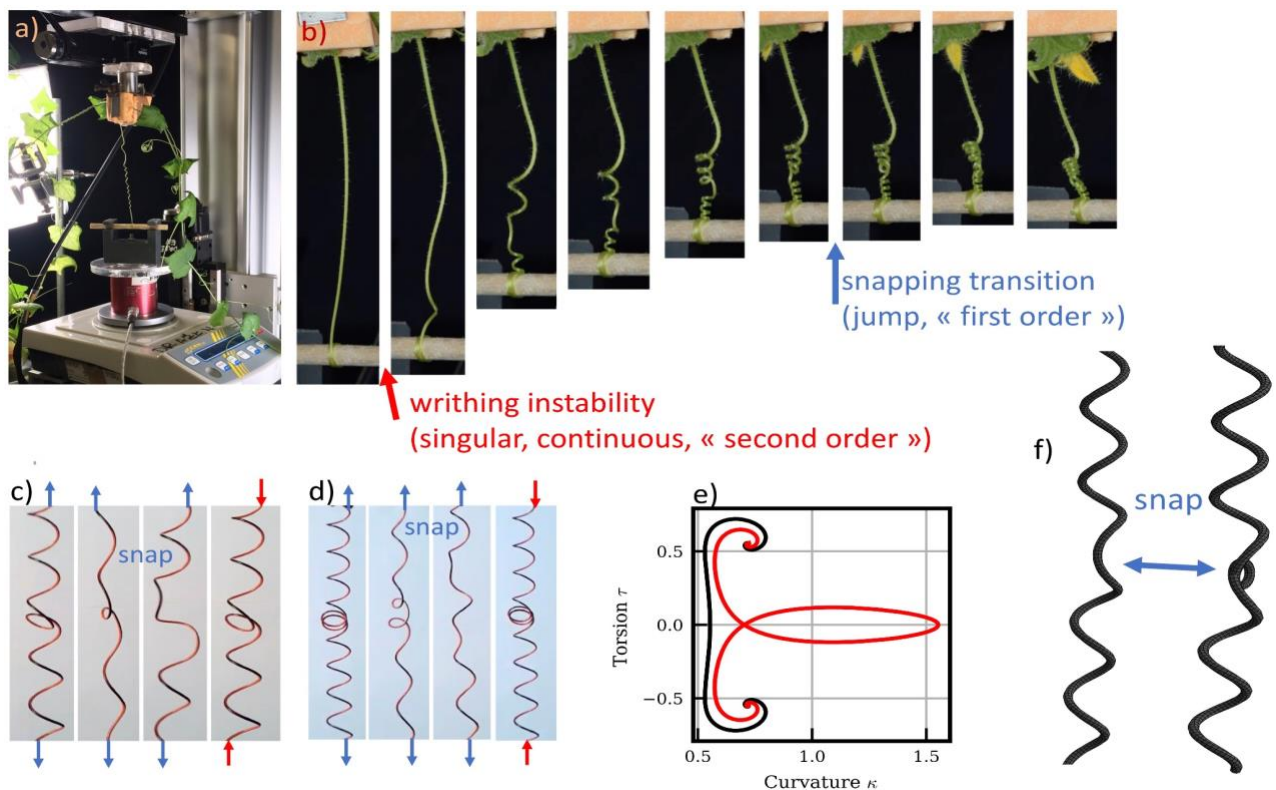 a)
b)
snapping transition
(jump, « first order »)
writhing instability
(singular, continuous, « second order »)
c)
snap
d)
snap
e)
0.5
0.0
−0.5
Torsion τ
0.5
1.0
1.5
Curvature κ
f)
snap